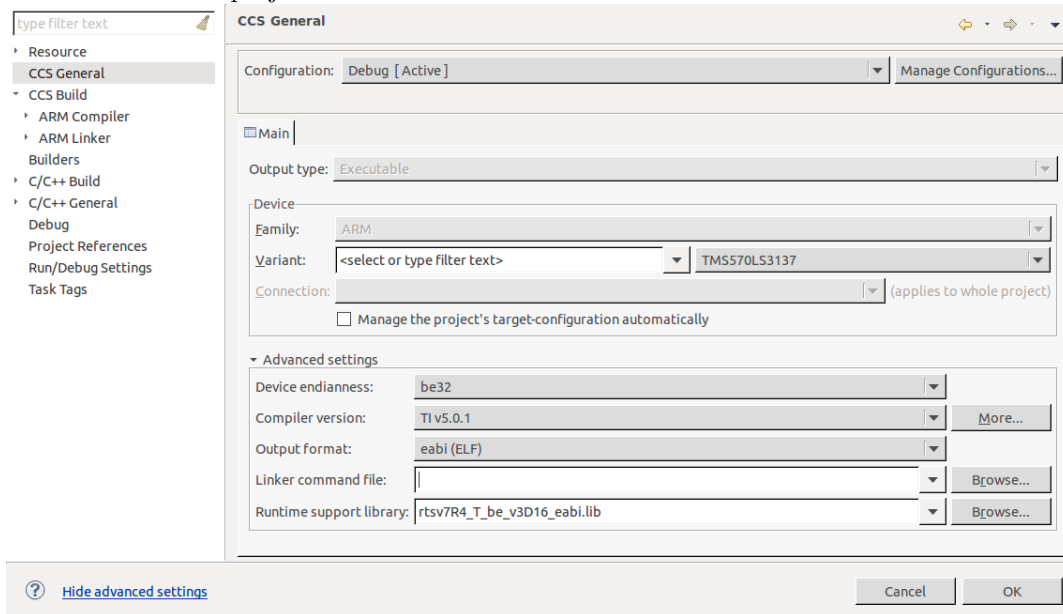 type filter text
Resource
CCS General
CCS Build
ARM Compiler
ARM Linker
Builders
C/C++ Build
C/C++ General
Debug
Project References
Run/Debug Settings
Task Tags
CCS General
Configuration: Debug [ Active ] Manage Configurations...
Main
Output type: Executable
Device
Family: ARM
Variant: <select or type filter text> TMS570LS3137
Connection: (applies to whole project)
Manage the project's target-configuration automatically
Advanced settings
Device endianness: be32
Compiler version: TI v5.0.1 More...
Output format: eabi (ELF)
Linker command file: Browse...
Runtime support library: rtsv7R4_T_be_v3D16_eabi.lib Browse...
Hide advanced settings Cancel OK